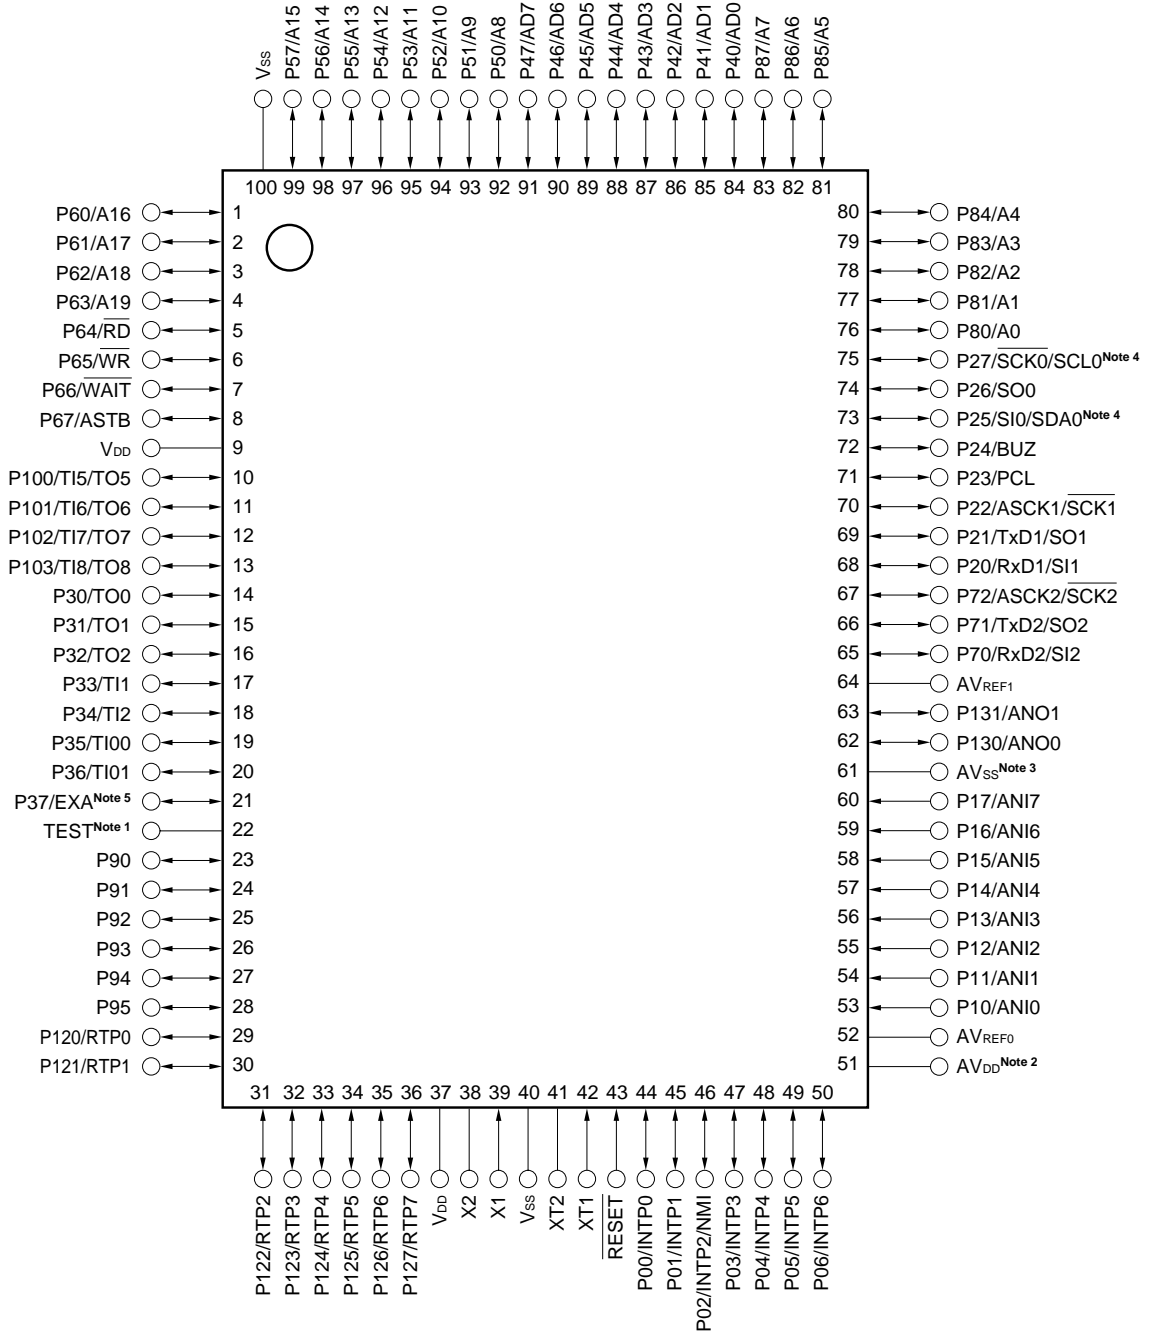 Vss
P57/A15
P56/A14
P55/A13
P54/A12
P53/A11
P52/A10
P51/A9
P50/A8
P47/AD7
P46/AD6
P45/AD5
P44/AD4
P43/AD3
P42/AD2
P41/AD1
P40/AD0
P87/A7
P86/A6
P85/A5
100 99 98 97 96 95 94 93 92 91 90 89 88 87 86 85 84 83 82 81
P60/A16 1
P61/A17 2
P62/A18 3
P63/A19 4
P64/RD 5
P65/WR 6
P66/WAIT 7
P67/ASTB 8
VDD 9
P100/TI5/TO5 10
P101/TI6/TO6 11
P102/TI7/TO7 12
P103/TI8/TO8 13
P30/TO0 14
P31/TO1 15
P32/TO2 16
P33/TI1 17
P34/TI2 18
P35/TI00 19
P36/TI01 20
P37/EXA Note 5 21
TEST Note 1 22
P90 23
P91 24
P92 25
P93 26
P94 27
P95 28
P120/RTP0 29
P121/RTP1 30
80 P84/A4
79 P83/A3
78 P82/A2
77 P81/A1
76 P80/A0
75 P27/SCK0/SCL0 Note 4
74 P26/SO0
73 P25/SI0/SDA0 Note 4
72 P24/BUZ
71 P23/PCL
70 P22/ASCK1/SCK1
69 P21/TxD1/SO1
68 P20/RxD1/SI1
67 P72/ASCK2/SCK2
66 P71/TxD2/SO2
65 P70/RxD2/SI2
64 AVREF1
63 P131/ANO1
62 P130/ANO0
61 AVss Note 3
60 P17/ANI7
59 P16/ANI6
58 P15/ANI5
57 P14/ANI4
56 P13/ANI3
55 P12/ANI2
54 P11/ANI1
53 P10/ANI0
52 AVREF0
51 AVDD Note 2
31 32 33 34 35 36 37 38 39 40 41 42 43 44 45 46 47 48 49 50
P122/RTP2
P123/RTP3
P124/RTP4
P125/RTP5
P126/RTP6
P127/RTP7
VDD
X2
X1
Vss
XT2
XT1
RESET
P00/INTP0
P01/INTP1
P02/INTP2/NMI
P03/INTP3
P04/INTP4
P05/INTP5
P06/INTP6